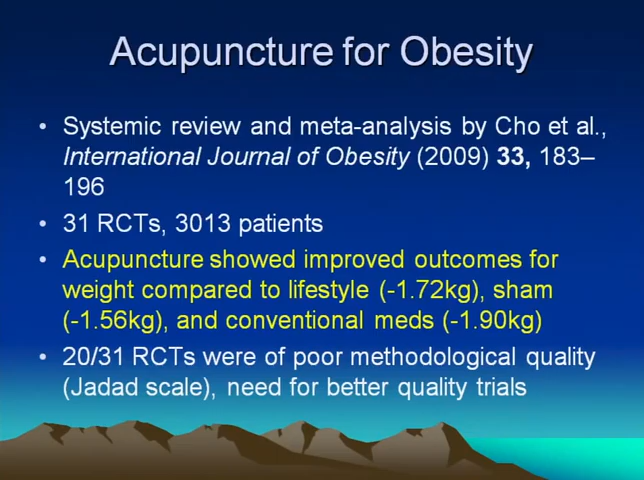 Acupuncture for Obesity
• Systemic review and meta-analysis by Cho et al.,
International Journal of Obesity (2009) 33, 183–
196
• 31 RCTs, 3013 patients
• Acupuncture showed improved outcomes for
weight compared to lifestyle (-1.72kg), sham
(-1.56kg), and conventional meds (-1.90kg)
• 20/31 RCTs were of poor methodological quality
(Jadad scale), need for better quality trials